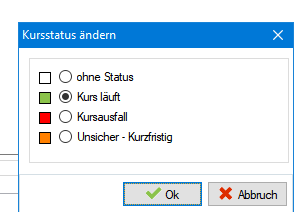 Kursstatus ändern
ohne Status
Kurs läuft
Kursausfall
Unsicher - Kurzfristig
Ok
Abbruch